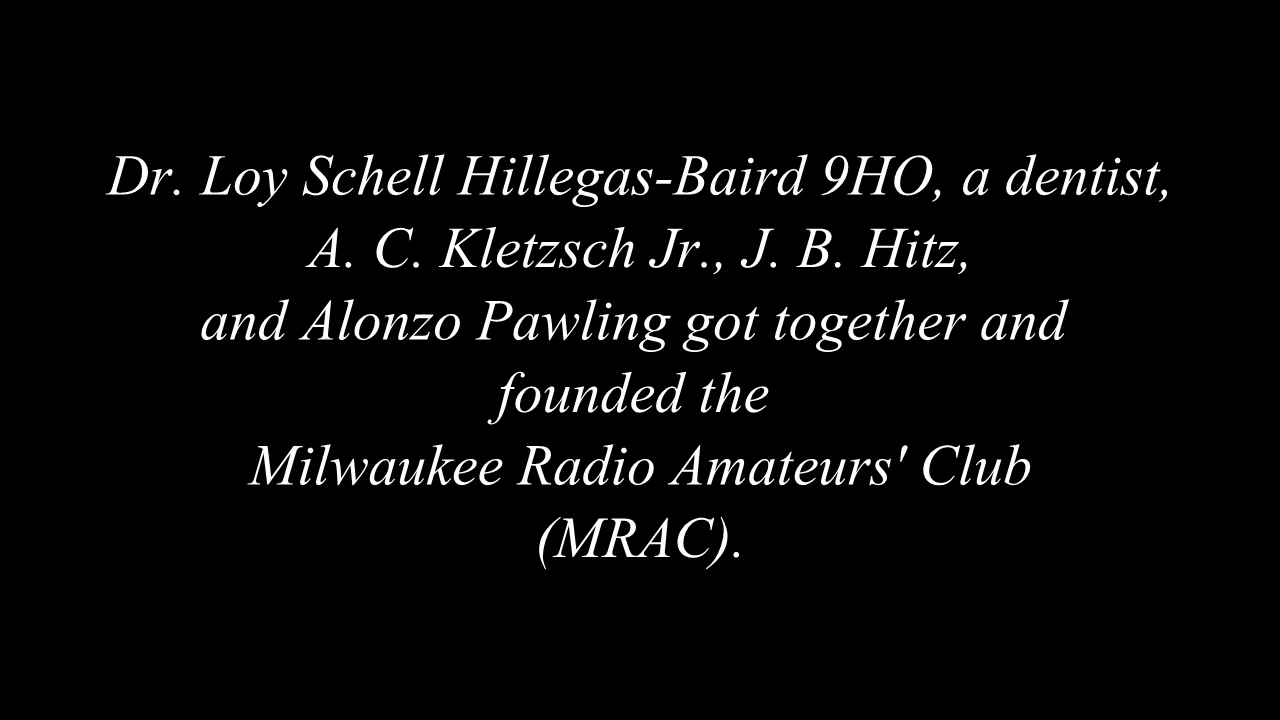 Dr. Loy Schell Hillegas-Baird 9HO, a dentist,
A. C. Kletzsch Jr., J. B. Hitz,
and Alonzo Pawling got together and
founded the
Milwaukee Radio Amateurs' Club
(MRAC).